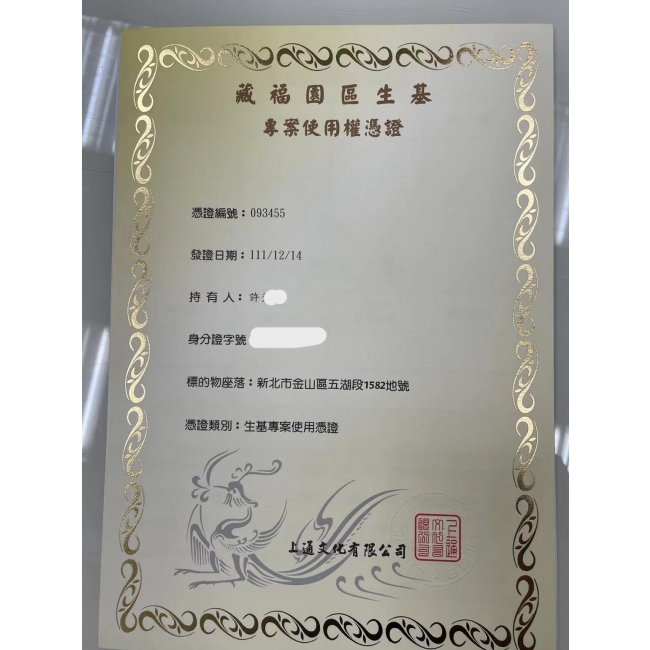 藏福園區生基
專案使用權憑證
憑證編號：093455
發證日期：111/12/14
持有人：許
身分證字號
標的物座落：新北市金山區五湖段1582地號
憑證類別：生基專案使用憑證
上通文化有限公司